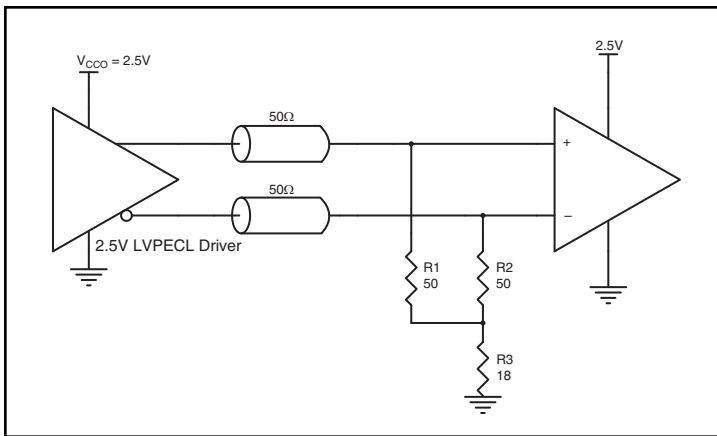 V_CCO = 2.5V
2.5V
50Ω
+
50Ω
−
2.5V LVPECL Driver
R1
50
R2
50
R3
18